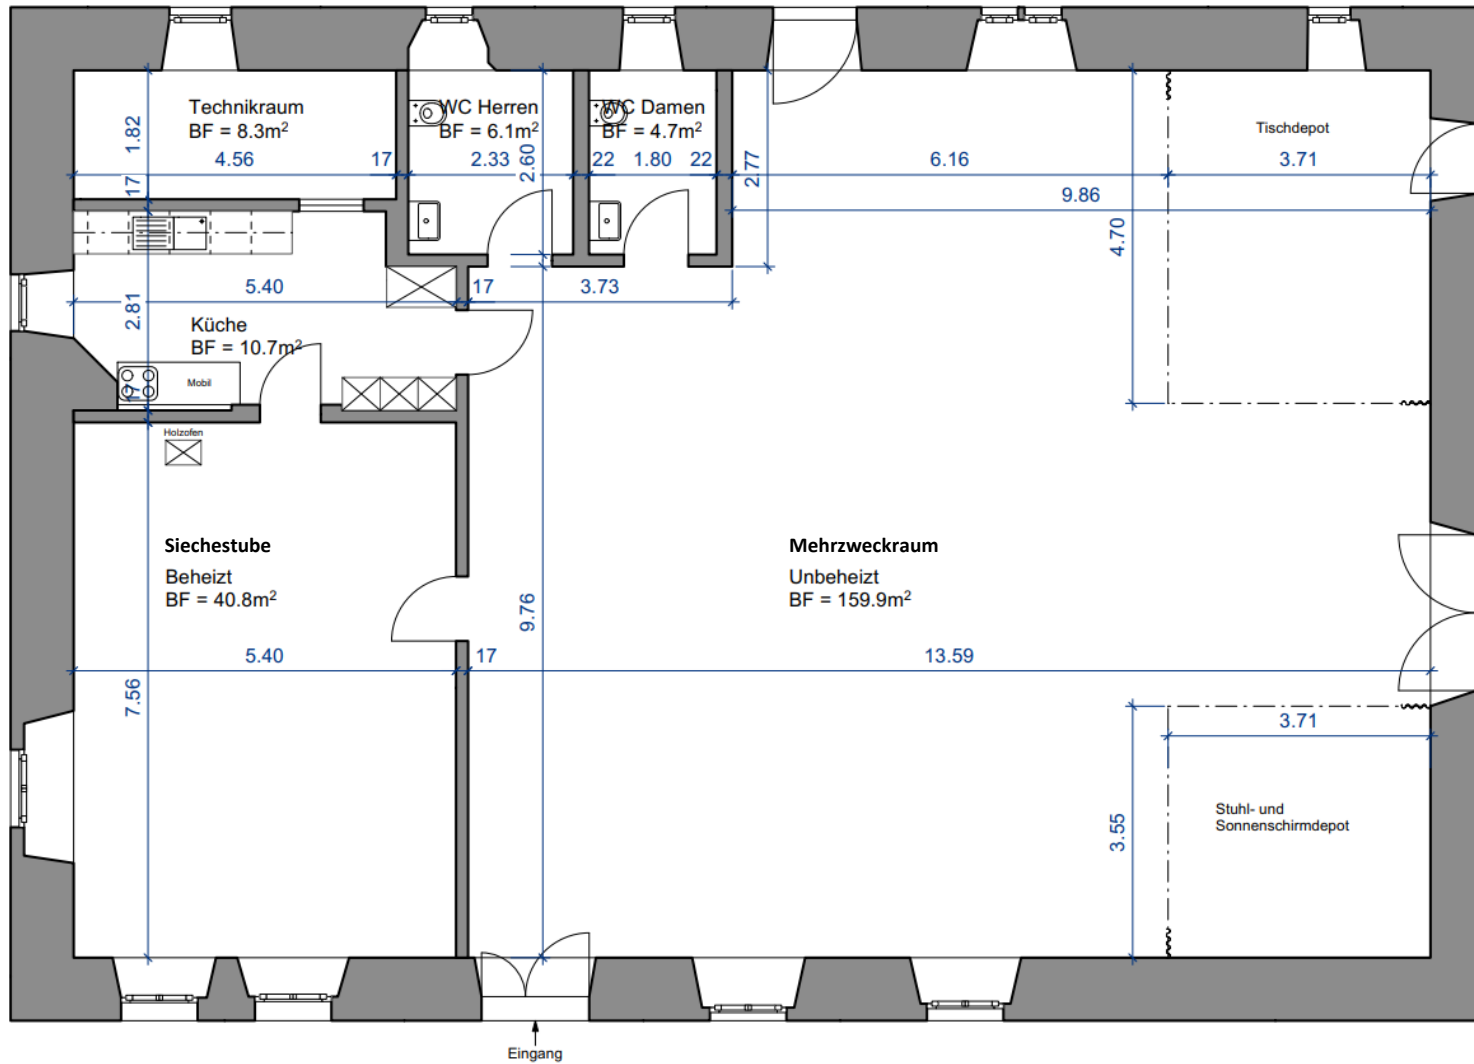 Technikraum
BF = 8.3m²
WC Herren
BF = 6.1m²
WC Damen
BF = 4.7m²
Tischdepot
1.82
4.56
17
2.33
2.60
22
1.80
22
2.77
6.16
3.71
17
9.86
4.70
5.40
17
3.73
2.81
Küche
BF = 10.7m²
Mobil
17
Holzofen
Siechestube
Beheizt
BF = 40.8m²
Mehrzweckraum
Unbeheizt
BF = 159.9m²
9.76
5.40
17
13.59
7.56
3.71
3.55
Stuhl- und
Sonnenschirmdepot
Eingang